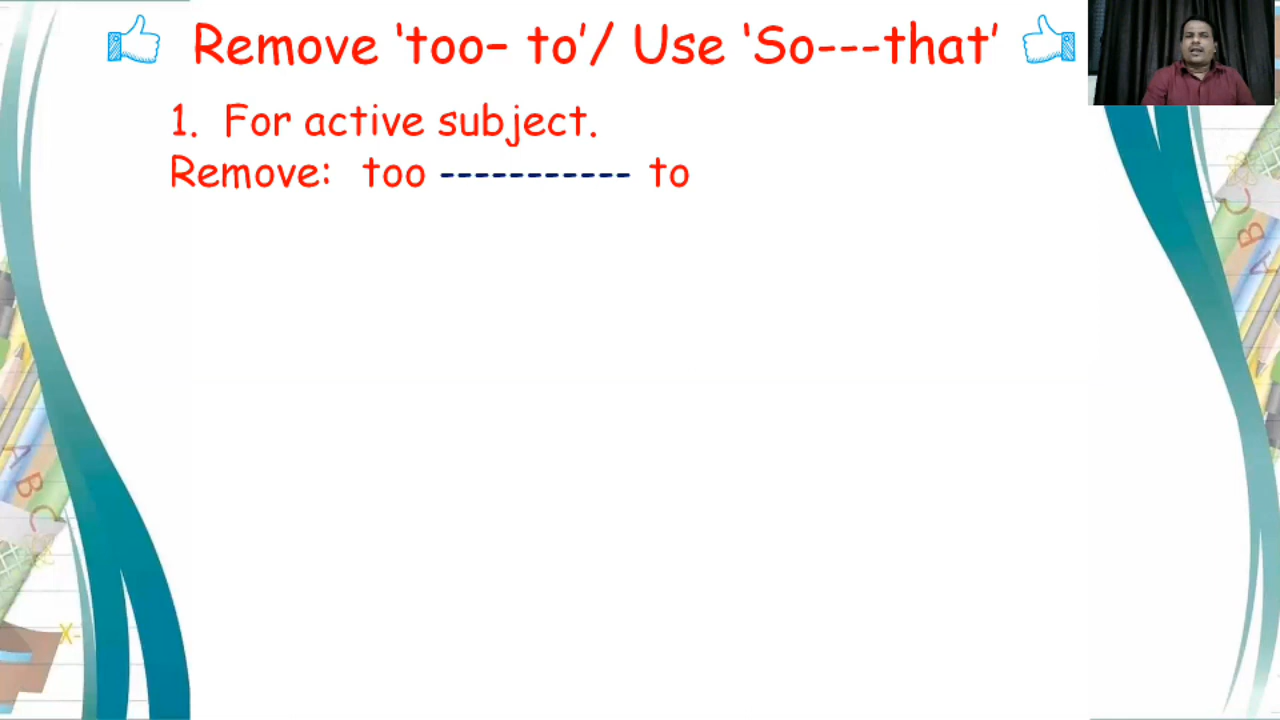 Remove ‘too– to’/ Use ‘So---that’
1. For active subject.
Remove: too ----------- to
A
B
C
X-
C
B
A